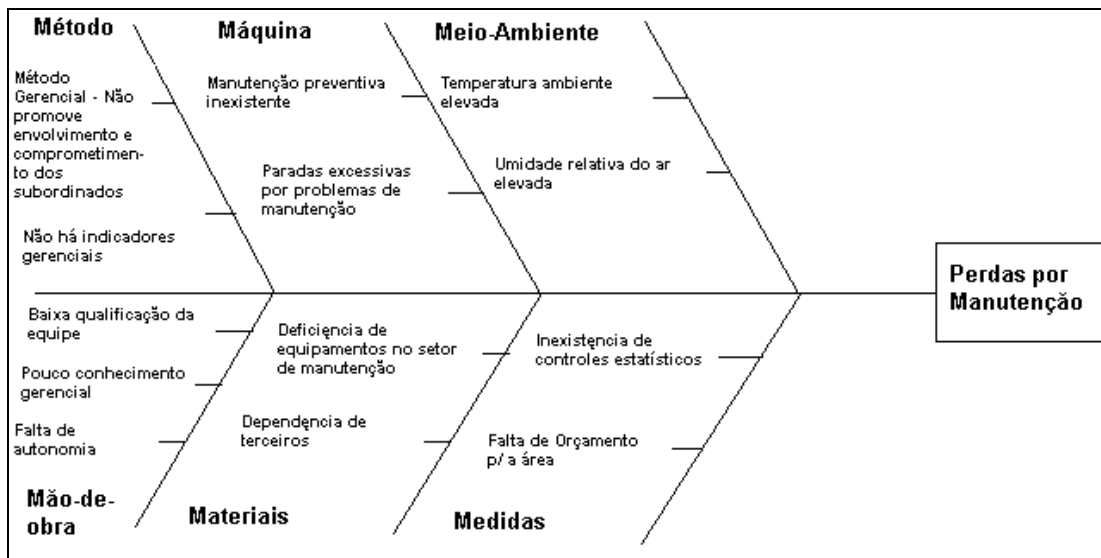 Método
Método
Gerencial - Não
promove
envolvimento e
comprometimen-
to dos
subordinados
Não há indicadores
gerenciais
Máquina
Manutenção preventiva
inexistente
Paradas excessivas
por problemas de
manutenção
Meio-Ambiente
Temperatura ambiente
elevada
Umidade relativa do ar
elevada
Perdas por
Manutenção
Baixa qualificação da
equipe
Pouco conhecimento
gerencial
Falta de
autonomia
Mão-de-
obra
Deficięncia de
equipamentos no setor
de manutenção
Dependęncia de
terceiros
Materiais
Inexistęncia de
controles estatísticos
Falta de Orçamento
p/ a área
Medidas